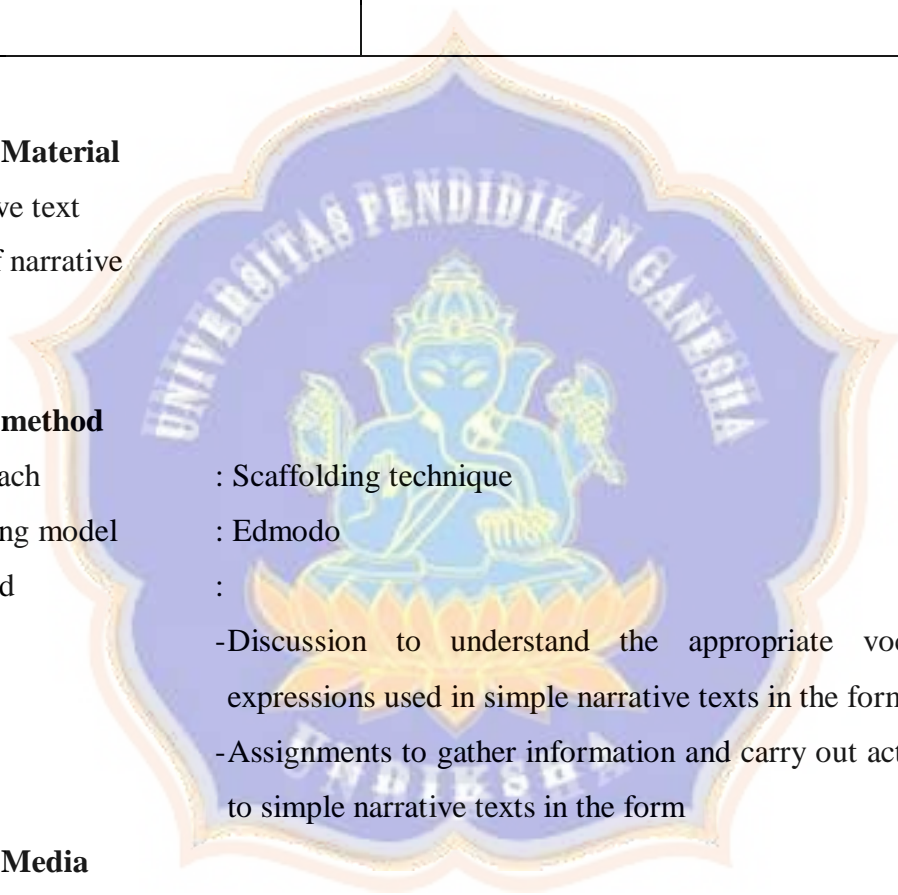 Material
ve text
f narrative
UNIVERSITAS PENDIDIKAN GANESHA
method
ach : Scaffolding technique
ng model : Edmodo
d :
-Discussion to understand the appropriate voc
expressions used in simple narrative texts in the form
-Assignments to gather information and carry out act
to simple narrative texts in the form
UNDIKSHA
Media